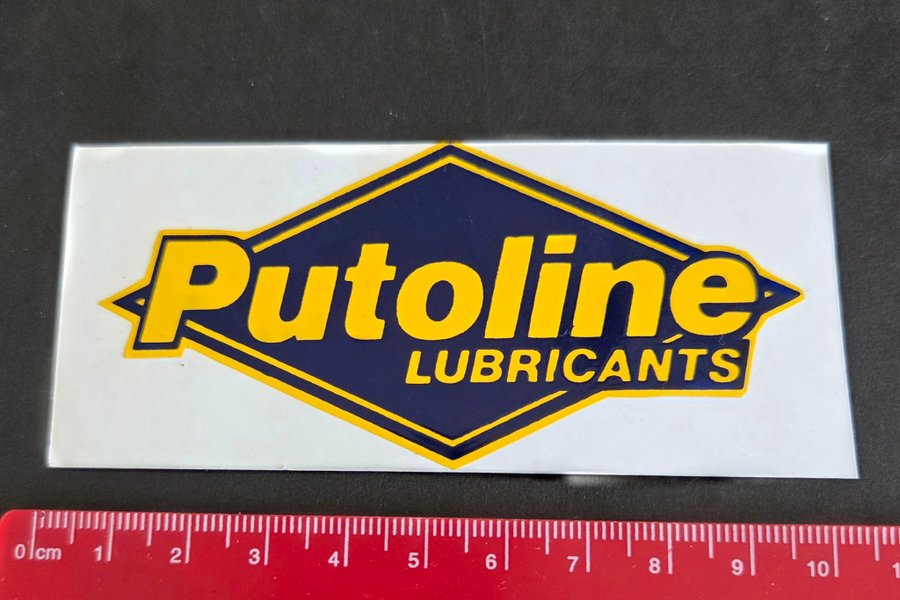 Putoline
LUBRICANTS
0 cm 1 2 3 4 5 6 7 8 9 10